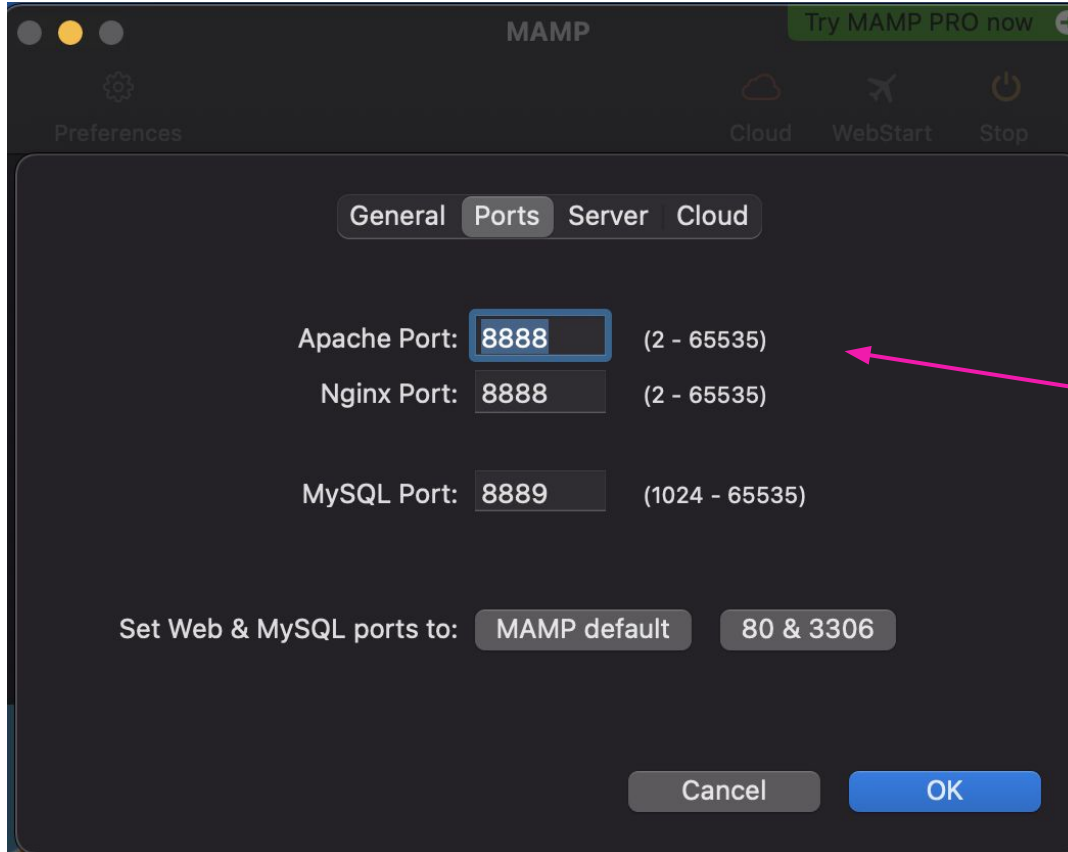 MAMP
Try MAMP PRO now
Preferences
Cloud
WebStart
Stop
General Ports Server Cloud
Apache Port: 8888 (2 - 65535)
Nginx Port: 8888 (2 - 65535)
MySQL Port: 8889 (1024 - 65535)
Set Web & MySQL ports to: MAMP default 80 & 3306
Cancel OK